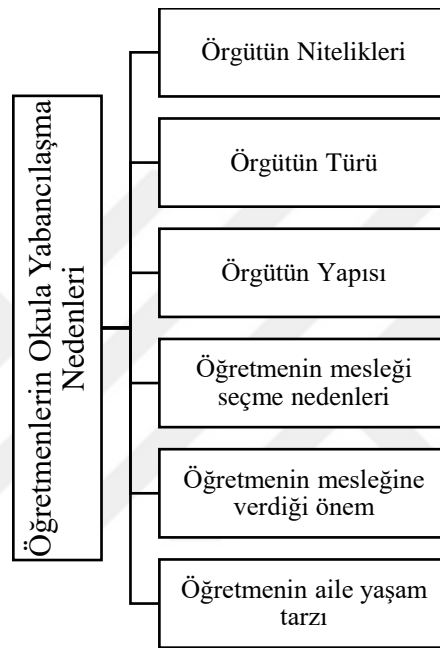 Öğretmenlerin Okula Yabancılaşma
Nedenleri
Örgütün Nitelikleri
Örgütün Türü
Örgütün Yapısı
Öğretmenin mesleği
seçme nedenleri
Öğretmenin mesleğine
verdiği önem
Öğretmenin aile yaşam
tarzı